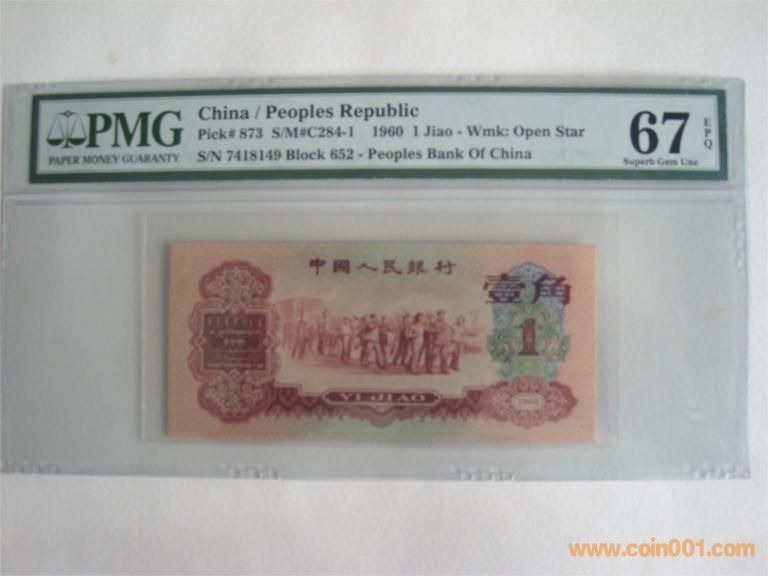 PMG
PAPER MONEY GUARANTY
China / Peoples Republic
Pick# 873 S/M#C284-1 1960 1 Jiao - Wmk: Open Star
S/N 7418149 Block 652 - Peoples Bank Of China
67
EPQ
Superb Gem Unc
中國人民銀行
壹角
1
YI JIAO
1960
www.coin001.com